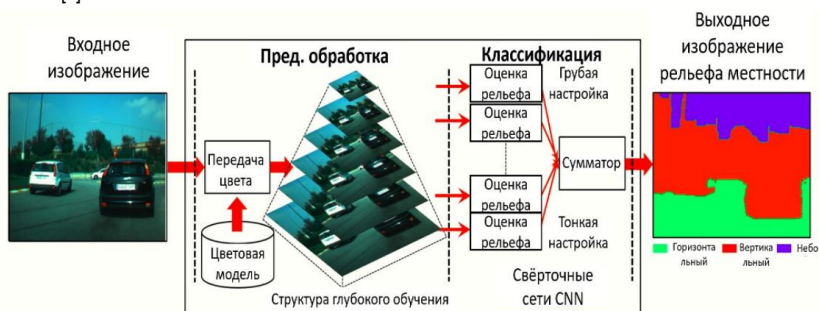 Входное
изображение
Пред. обработка
Классификация
Выходное
изображение
рельефа местности
Передача
цвета
Цветовая
модель
Структура глубокого обучения
Оценка
рельефа
Оценка
рельефа
Оценка
рельефа
Оценка
рельефа
Грубая
настройка
Сумматор
Тонкая
настройка
Свёрточные
сети CNN
Горизонта
льный
Вертика
льный
Небо